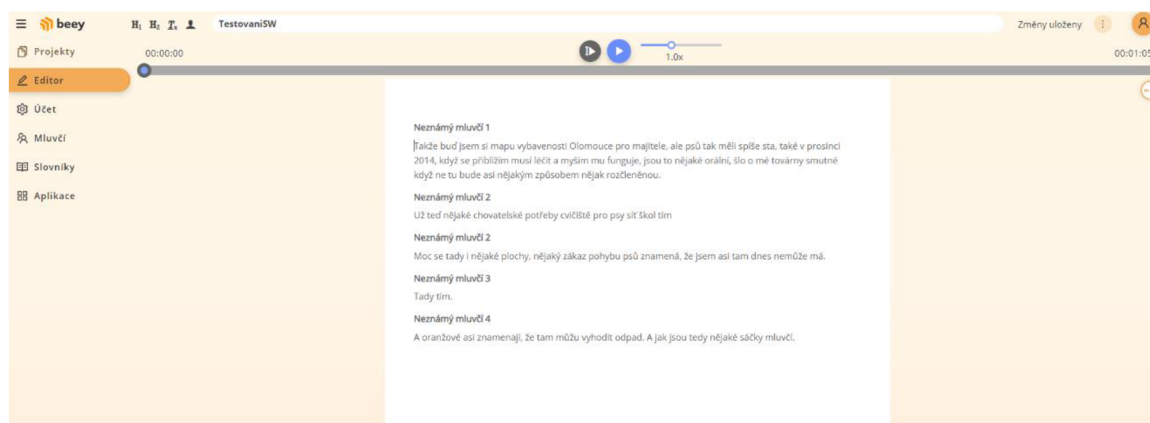 beey
H₁ H₂ Tₓ
TestovaniSW
Změny uloženy
Projekty
00:00:00
1.0x
00:01:05
Editor
Účet
Mluvčí
Slovníky
Aplikace
Neznámý mluvčí 1
Takže buď jsem si mapu vybavenosti Olomouce pro majitele, ale psů tak měli spíše sta, také v prosinci
2014, když se přiblížím musí léčit a myším mu funguje, jsou to nějaké orální, šlo o mé továrny smutné
když ne tu bude asi nějakým způsobem nějak rozčleněnou.
Neznámý mluvčí 2
Už teď nějaké chovatelské potřeby cvičiště pro psy síť škol tím
Neznámý mluvčí 2
Moc se tady i nějaké plochy, nějaký zákaz pohybu psů znamená, že jsem asi tam dnes nemůže má.
Neznámý mluvčí 3
Tady tím.
Neznámý mluvčí 4
A oranžové asi znamenají, že tam můžu vyhodit odpad. A jak jsou tedy nějaké sáčky mluvčí.